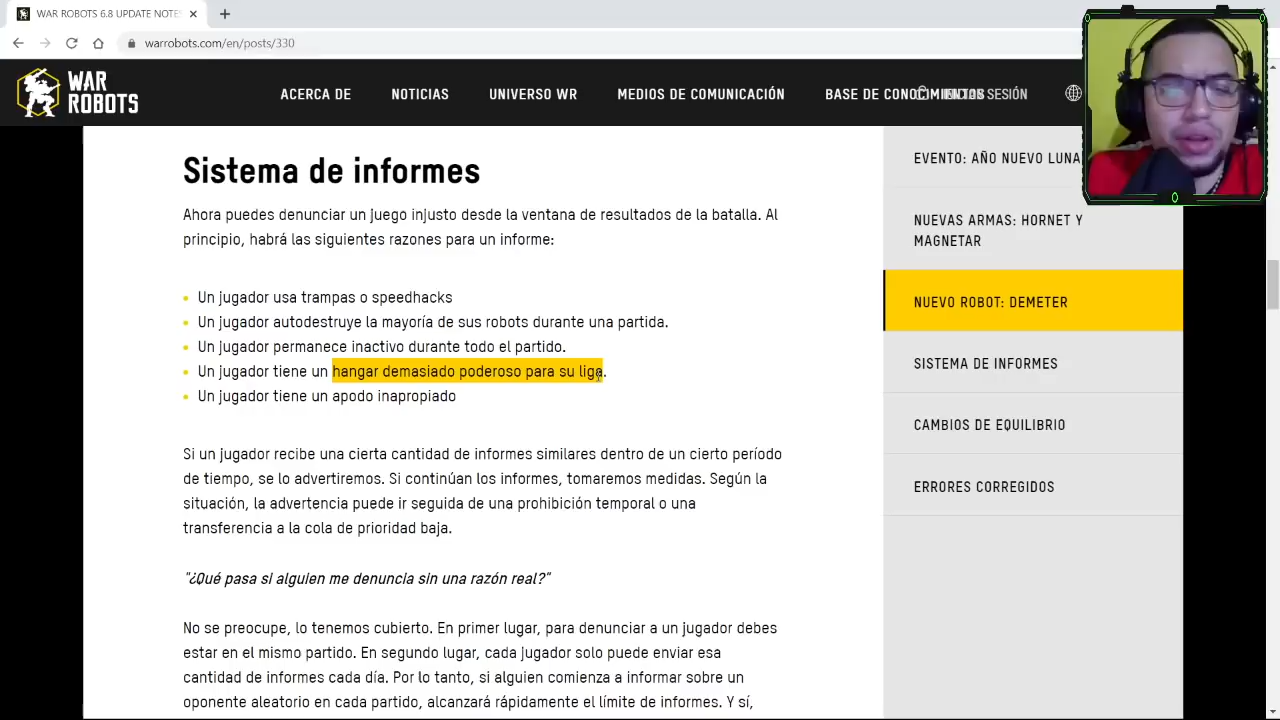 WAR ROBOTS 6.8 UPDATE NOTES
warrobots.com/en/posts/330
WAR
ROBOTS
ACERCA DE
NOTICIAS
UNIVERSO WR
MEDIOS DE COMUNICACIÓN
BASE DE CONOCIMIENTOS
SESIÓN
Sistema de informes
Ahora puedes denunciar un juego injusto desde la ventana de resultados de la batalla. Al
principio, habrá las siguientes razones para un informe:
Un jugador usa trampas o speedhacks
Un jugador autodestruye la mayoría de sus robots durante una partida.
Un jugador permanece inactivo durante todo el partido.
Un jugador tiene un hangar demasiado poderoso para su liga.
Un jugador tiene un apodo inapropiado
Si un jugador recibe una cierta cantidad de informes similares dentro de un cierto período
de tiempo, se lo advertiremos. Si continúan los informes, tomaremos medidas. Según la
situación, la advertencia puede ir seguida de una prohibición temporal o una
transferencia a la cola de prioridad baja.
"¿Qué pasa si alguien me denuncia sin una razón real?"
No se preocupe, lo tenemos cubierto. En primer lugar, para denunciar a un jugador debes
estar en el mismo partido. En segundo lugar, cada jugador solo puede enviar esa
cantidad de informes cada día. Por lo tanto, si alguien comienza a informar sobre un
oponente aleatorio en cada partido, alcanzará rápidamente el límite de informes. Y sí,
EVENTO: AÑO NUEVO LUNA
NUEVAS ARMAS: HORNET Y
MAGNETAR
NUEVO ROBOT: DEMETER
SISTEMA DE INFORMES
CAMBIOS DE EQUILIBRIO
ERRORES CORREGIDOS